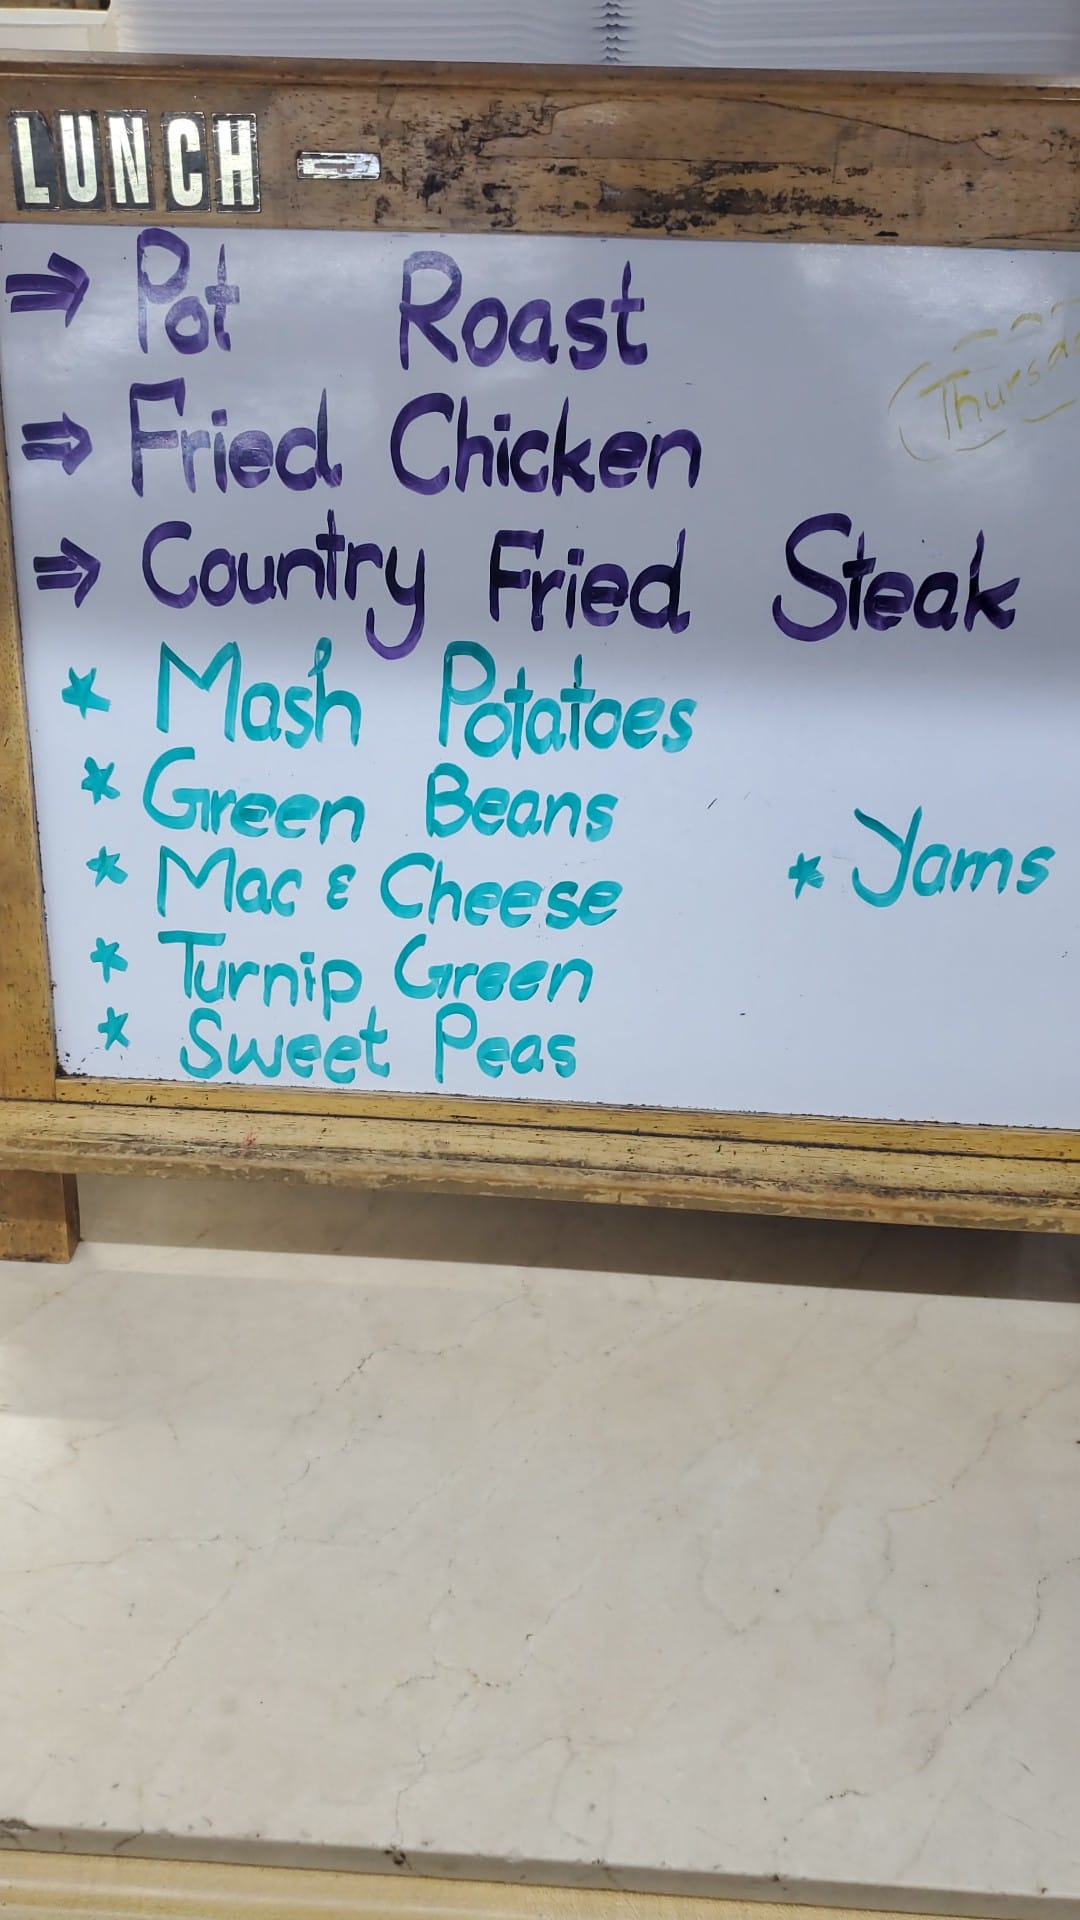 LUNCH -
⇒ Pot Roast
⇒ Fried Chicken
⇒ Country Fried Steak
* Mash Potatoes
* Green Beans
* Mac & Cheese
* Turnip Green
* Sweet Peas
* Yams